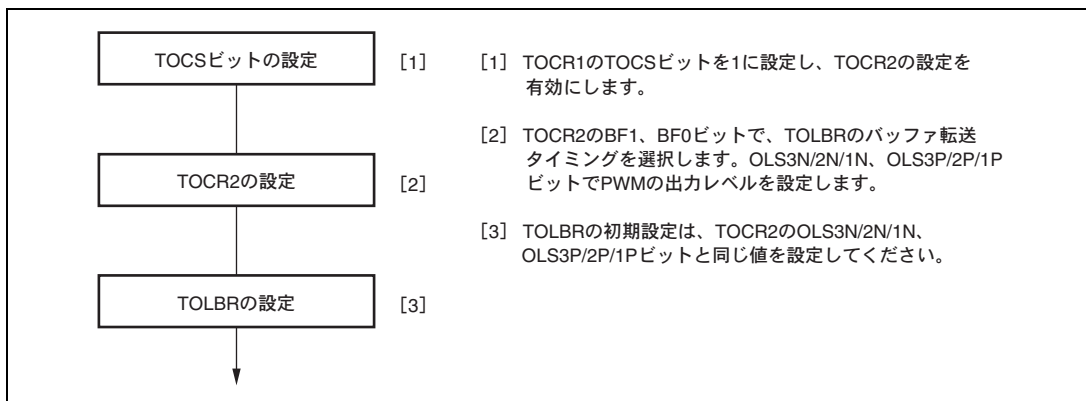 TOCSビットの設定 [1]
TOCR2の設定 [2]
TOLBRの設定 [3]
[1] TOCR1のTOCSビットを1に設定し、TOCR2の設定を
有効にします。
[2] TOCR2のBF1、BF0ビットで、TOLBRのバッファ転送
タイミングを選択します。OLS3N/2N/1N、OLS3P/2P/1P
ビットでPWMの出力レベルを設定します。
[3] TOLBRの初期設定は、TOCR2のOLS3N/2N/1N、
OLS3P/2P/1Pビットと同じ値を設定してください。